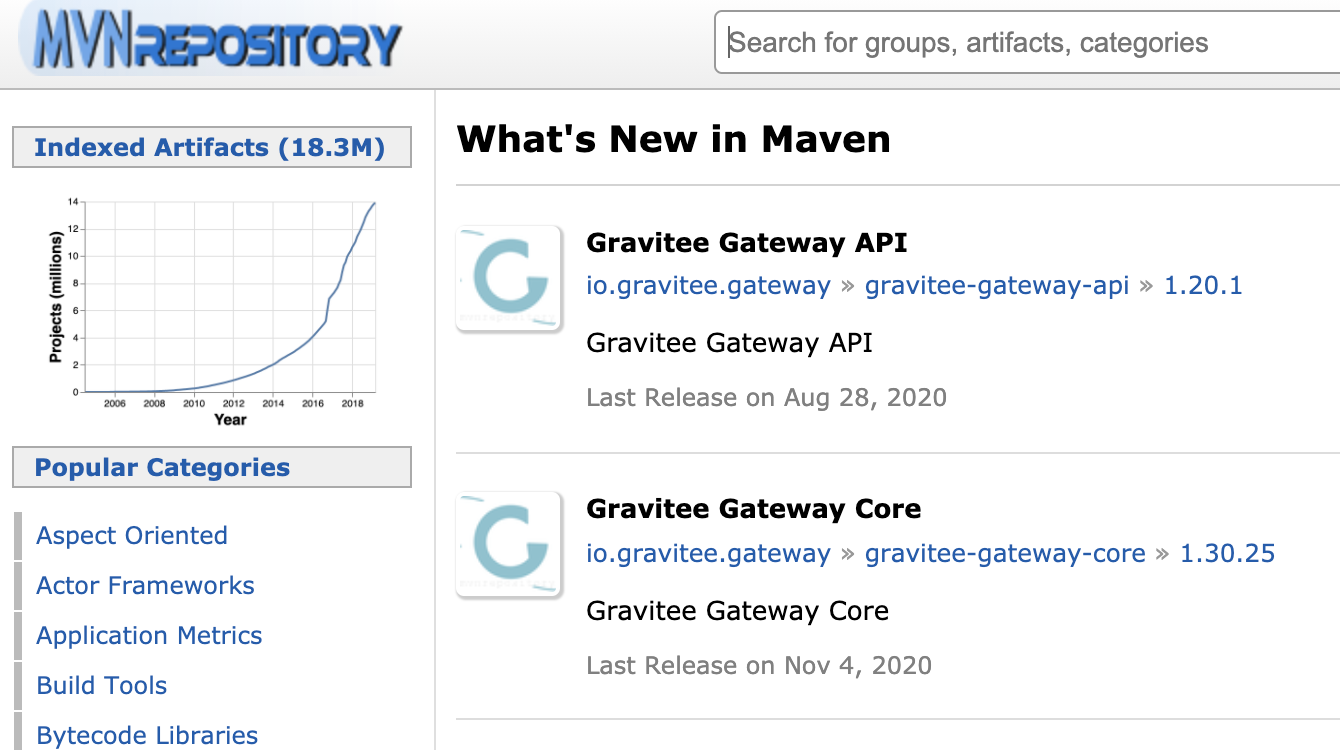 MVNREPOSITORY
Search for groups, artifacts, categories
Indexed Artifacts (18.3M)
Projects (millions)
14
12
10
8
6
4
2
0
2006 2008 2010 2012 2014 2016 2018
Year
Popular Categories
Aspect Oriented
Actor Frameworks
Application Metrics
Build Tools
Bytecode Libraries
What's New in Maven
Gravitee Gateway API
io.gravitee.gateway » gravitee-gateway-api » 1.20.1
Gravitee Gateway API
Last Release on Aug 28, 2020
Gravitee Gateway Core
io.gravitee.gateway » gravitee-gateway-core » 1.30.25
Gravitee Gateway Core
Last Release on Nov 4, 2020